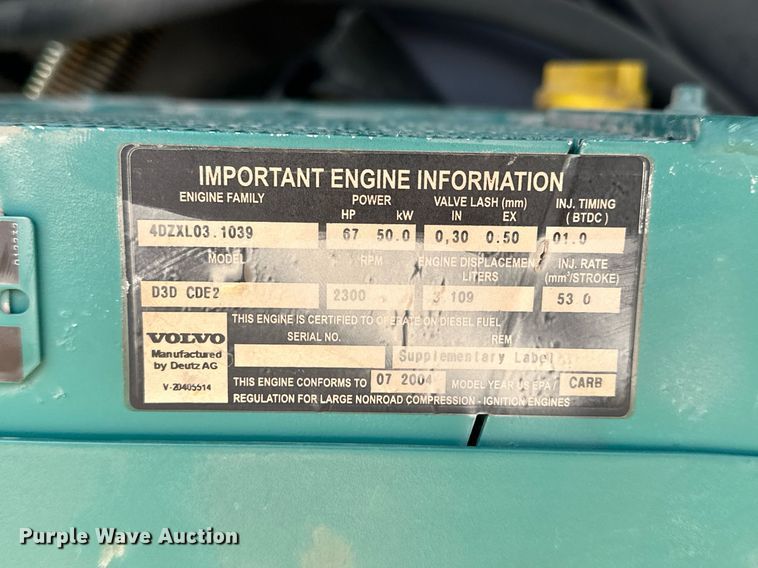 IMPORTANT ENGINE INFORMATION
ENGINE FAMILY POWER VALVE LASH (mm) INJ. TIMING
HP kW IN EX (BTDC)
4DZXL03.1039 67 50.0 0,30 0.50 01.0
MODEL RPM ENGINE DISPLACEMENT INJ. RATE
LITERS (mm³/STROKE)
D3D CDE2 2300 3.109 53 0
THIS ENGINE IS CERTIFIED TO OPERATE ON DIESEL FUEL
VOLVO SERIAL NO. REM
Manufactured Supplementary Label
by Deutz AG
V-20405514 THIS ENGINE CONFORMS TO 07 2004 MODEL YEAR US EPA / CARB
REGULATION FOR LARGE NONROAD COMPRESSION - IGNITION ENGINES
Purple Wave Auction